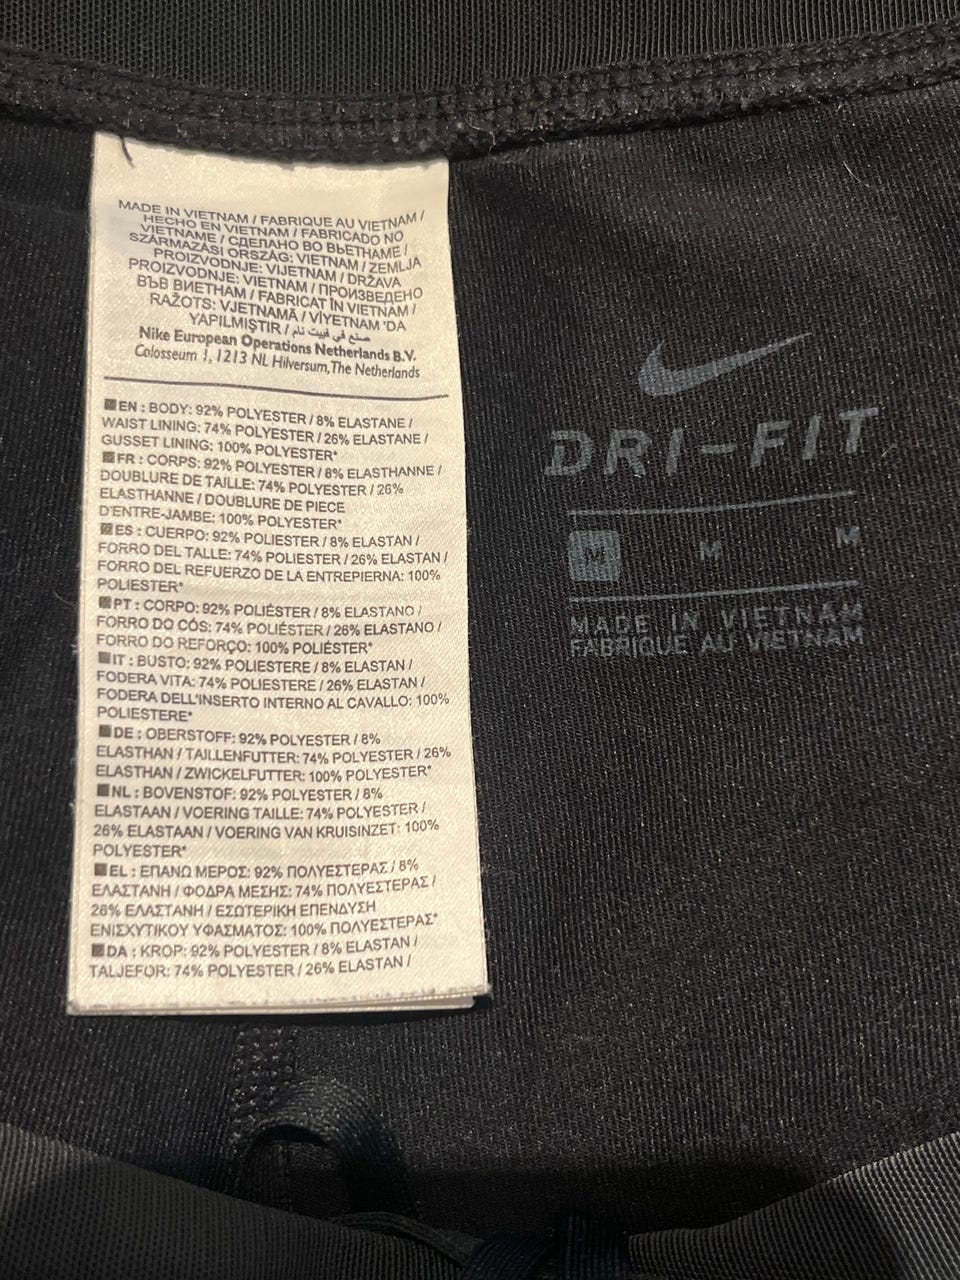 MADE IN VIETNAM / FABRIQUE AU VIETNAM /
HECHO EN VIETNAM / FABRICADO NO
VIETNAME / СДЕЛАНО ВО ВЬЕТНАМЕ /
SZÁRMAZÁSI ORSZÁG: VIETNAM / ZEMLJA
PROIZVODNJE: VIJETNAM / DRŽAVA
PROIZVODNJE: VIETNAM / ПРОИЗВЕДЕНО
ВЪВ ВИЕТНАМ / FABRICAT ÎN VIETNAM /
RAŽOTS: VJETNAMĀ / VİYETNAM 'DA
YAPILMIŞTIR / صنع في فييت نام
Nike European Operations Netherlands B.V.
Colosseum 1, 1213 NL Hilversum, The Netherlands
EN : BODY: 92% POLYESTER / 8% ELASTANE /
WAIST LINING: 74% POLYESTER / 26% ELASTANE /
GUSSET LINING: 100% POLYESTER*
FR : CORPS: 92% POLYESTER / 8% ELASTHANNE /
DOUBLURE DE TAILLE: 74% POLYESTER / 26%
ELASTHANNE / DOUBLURE DE PIECE
D'ENTRE-JAMBE: 100% POLYESTER*
ES : CUERPO: 92% POLIESTER / 8% ELASTAN /
FORRO DEL TALLE: 74% POLIESTER / 26% ELASTAN /
FORRO DEL REFUERZO DE LA ENTREPIERNA: 100%
POLIESTER*
PT : CORPO: 92% POLIÉSTER / 8% ELASTANO /
FORRO DO CÓS: 74% POLIÉSTER / 26% ELASTANO /
FORRO DO REFORÇO: 100% POLIÉSTER*
IT : BUSTO: 92% POLIESTERE / 8% ELASTAN /
FODERA VITA: 74% POLIESTERE / 26% ELASTAN /
FODERA DELL'INSERTO INTERNO AL CAVALLO: 100%
POLIESTERE*
DE : OBERSTOFF: 92% POLYESTER / 8%
ELASTHAN / TAILLENFUTTER: 74% POLYESTER / 26%
ELASTHAN / ZWICKELFUTTER: 100% POLYESTER*
NL : BOVENSTOF: 92% POLYESTER / 8%
ELASTAAN / VOERING TAILLE: 74% POLYESTER /
26% ELASTAAN / VOERING VAN KRUISINZET: 100%
POLYESTER*
EL : ΕΠΑΝΩ ΜΕΡΟΣ: 92% ΠΟΛΥΕΣΤΕΡΑΣ / 8%
ΕΛΑΣΤΑΝΗ / ΦΟΔΡΑ ΜΕΣΗΣ: 74% ΠΟΛΥΕΣΤΕΡΑΣ /
26% ΕΛΑΣΤΑΝΗ / ΕΣΩΤΕΡΙΚΗ ΕΠΕΝΔΥΣΗ
ΕΝΙΣΧΥΤΙΚΟΥ ΥΦΑΣΜΑΤΟΣ: 100% ΠΟΛΥΕΣΤΕΡΑΣ*
DA : KROP: 92% POLYESTER / 8% ELASTAN /
TALJEFOR: 74% POLYESTER / 26% ELASTAN /
DRI-FIT
M M M
MADE IN VIETNAM
FABRIQUE AU VIETNAM